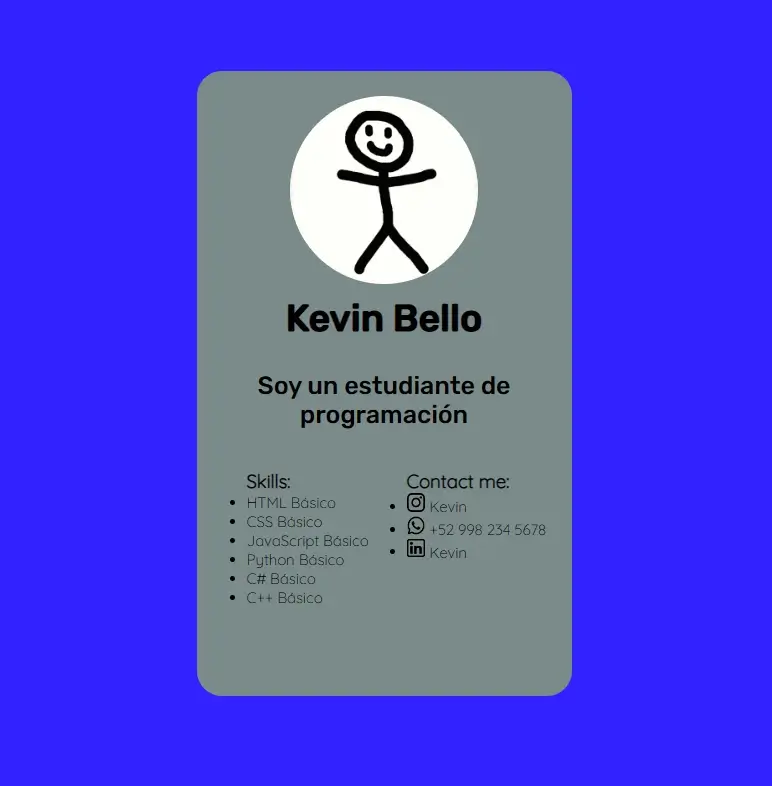 Kevin Bello
Soy un estudiante de
programación
Skills:
HTML Básico
CSS Básico
JavaScript Básico
Python Básico
C# Básico
C++ Básico
Contact me:
Kevin
+52 998 234 5678
in Kevin